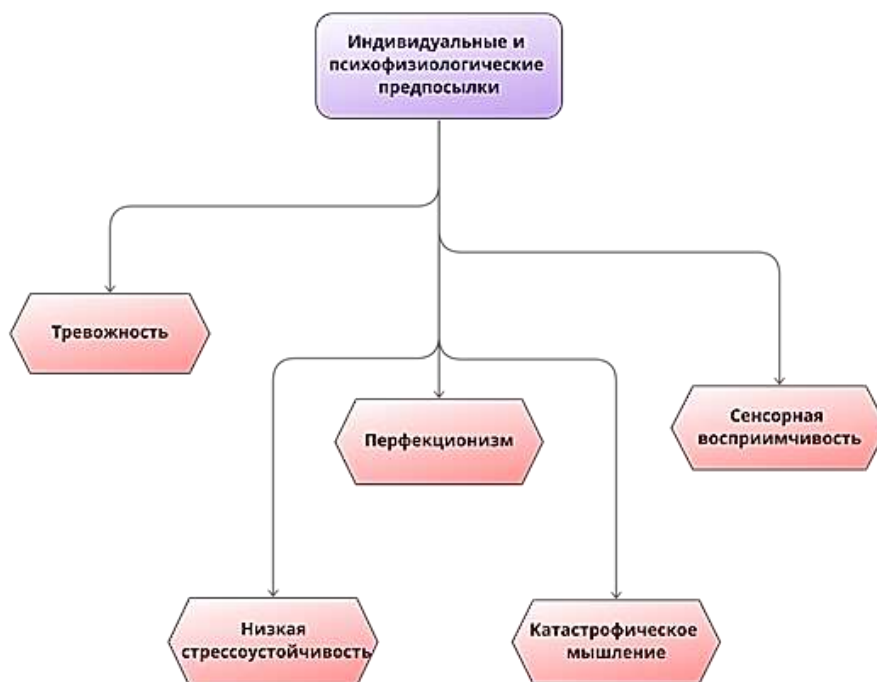 Индивидуальные и
психофизиологические
предпосылки
Тревожность
Перфекционизм
Сенсорная
восприимчивость
Низкая
стрессоустойчивость
Катастрофическое
мышление